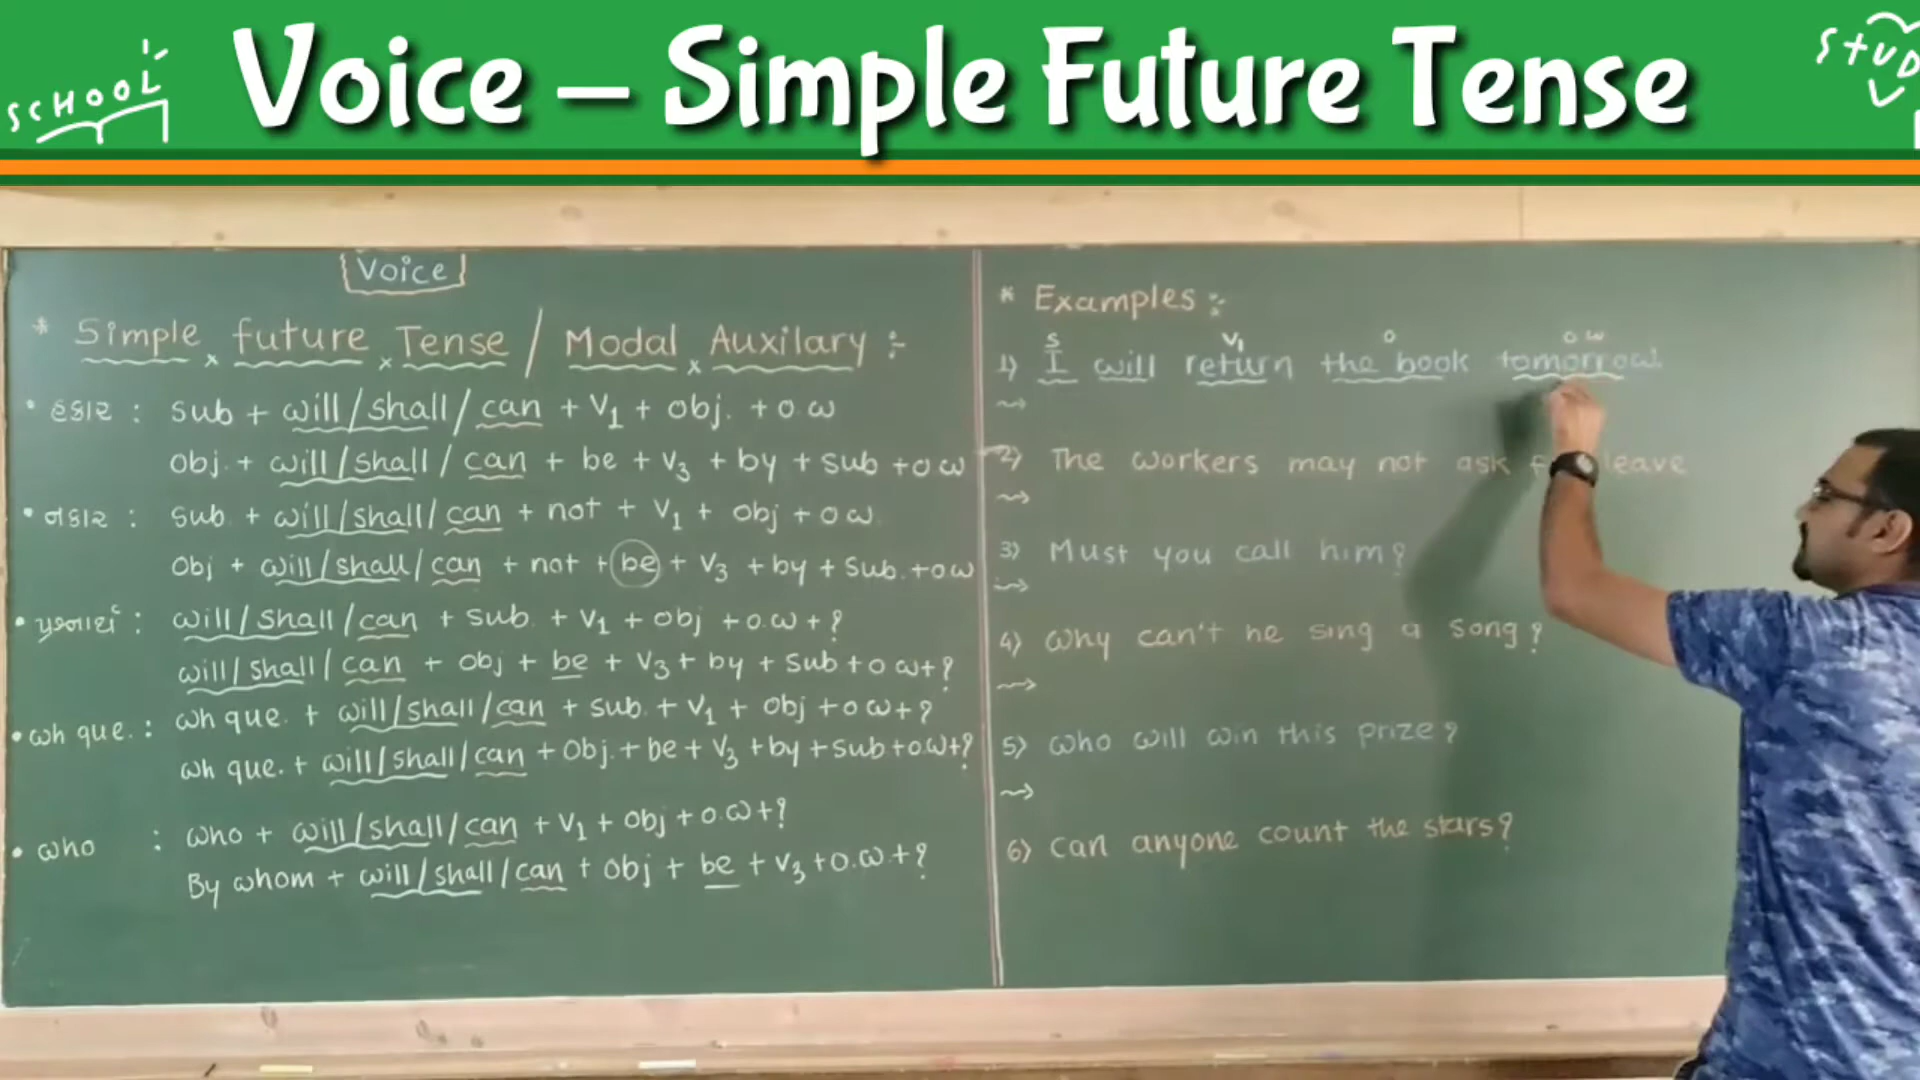 SCHOOL
Voice – Simple Future Tense
STUD
Voice
* Simple x future x Tense / Modal x Auxilary :-
• હકાર : sub + will/shall/can + V1 + obj. + o.w
obj. + will/shall/can + be + V3 + by + sub + o w
• નકાર : sub. + will/shall/can + not + V1 + obj + o w.
Obj + will/shall/can + not + be + V3 + by + sub. + o w
• પ્રશ્નાર્થ : will/shall/can + sub. + V1 + obj + o.w + ?
will/shall/can + obj + be + V3 + by + sub + o w + ?
• wh que. : wh que. + will/shall/can + sub. + V1 + obj + o w + ?
wh que. + will/shall/can + obj. + be + V3 + by + sub + o.w + ?
• who : who + will/shall/can + V1 + obj + o.w + ?
By whom + will/shall/can + obj + be + V3 + o.w. + ?
* Examples :-
S V1 O O W
1) I will return the book tomorrow.
2) The workers may not ask leave
3) Must you call him?
4) Why can't he sing a song?
5) who will win this prize?
6) Can anyone count the stars?